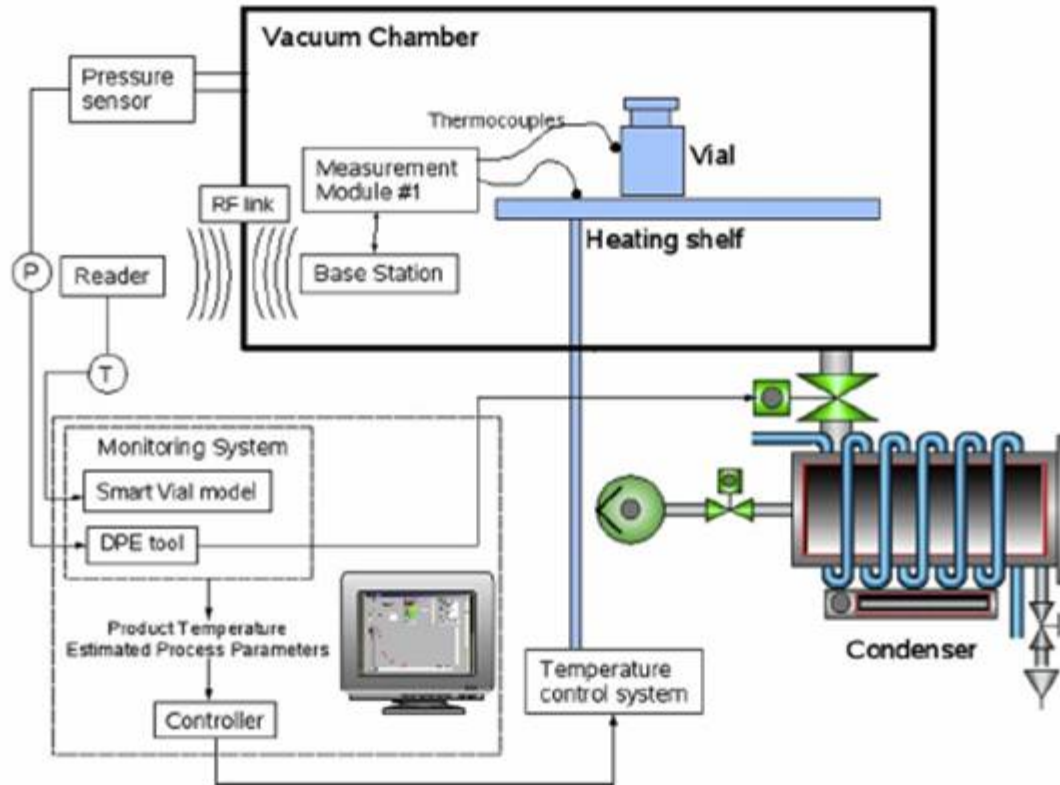 Vacuum Chamber
Pressure
sensor
Thermocouples
Vial
Measurement
Module #1
RF link
Heating shelf
P
Reader
Base Station
T
Monitoring System
Smart Vial model
DPE tool
Product Temperature
Estimated Process Parameters
Condenser
Temperature
control system
Controller